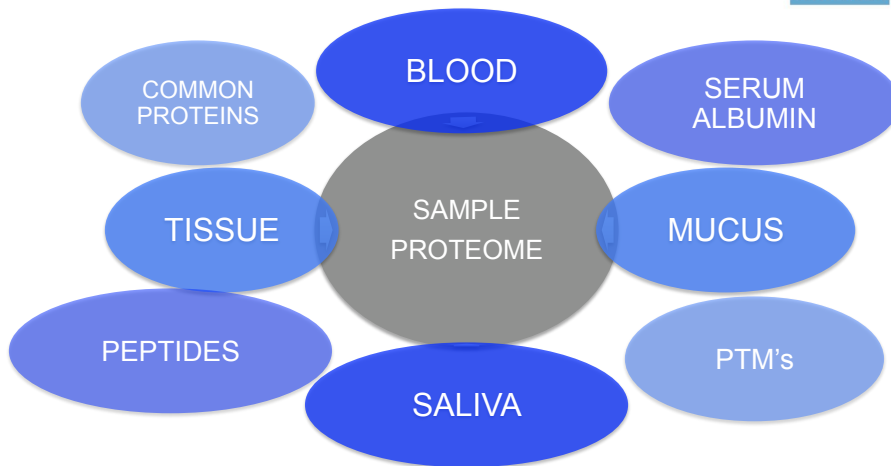 BLOOD
COMMON
PROTEINS
SERUM
ALBUMIN
TISSUE
SAMPLE
PROTEOME
MUCUS
PEPTIDES
PTM's
SALIVA